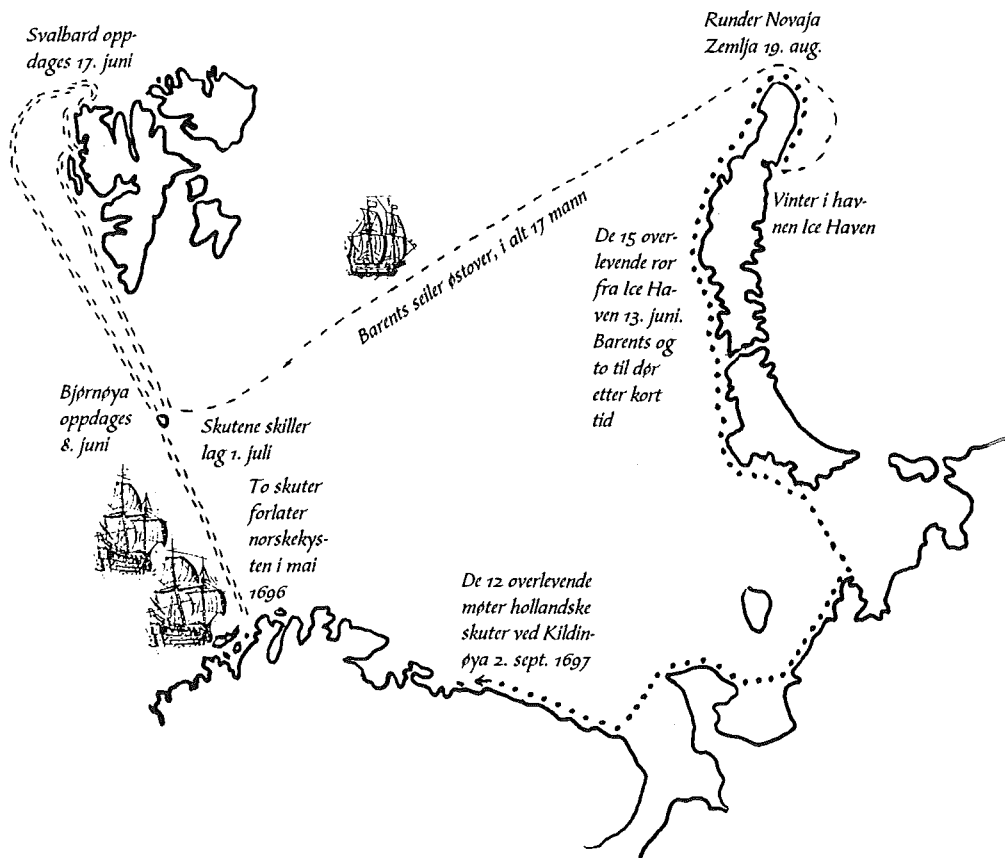 Svalbard opp-
dages 17. juni
Runder Novaja
Zemlja 19. aug.
Vinter i hav-
nen Ice Haven
Barents seiler østover, i alt 17 mann
De 15 over-
levende ror
fra Ice Ha-
ven 13. juni.
Barents og
to til dør
etter kort
tid
Bjørnøya
oppdages
8. juni
Skutene skiller
lag 1. juli
To skuter
forlater
norskekys-
ten i mai
1696
De 12 overlevende
møter hollandske
skuter ved Kildin-
øya 2. sept. 1697